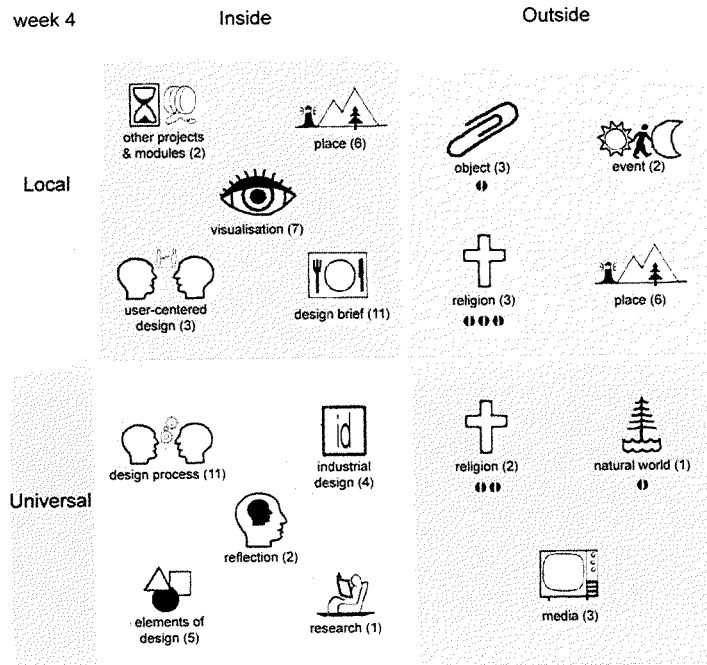 week 4
Inside
Outside
Local
other projects
& modules (2)
place (6)
visualisation (7)
user-centered
design (3)
design brief (11)
object (3)
event (2)
religion (3)
place (6)
Universal
design process (11)
id
industrial
design (4)
reflection (2)
elements of
design (5)
research (1)
religion (2)
natural world (1)
media (3)